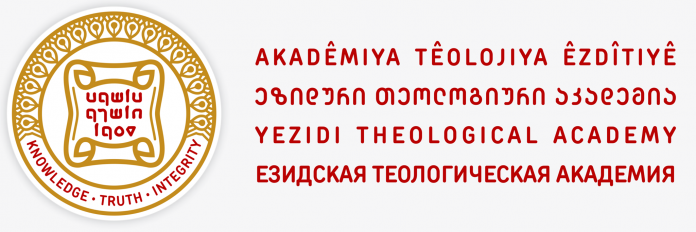 AKADÊMIYA TÊOLOJIYA ÊZDÎTIYÊ
ეზიდური თეოლოგიური აკადემია
YEZIDI THEOLOGICAL ACADEMY
ЕЗИДСКАЯ ТЕОЛОГИЧЕСКАЯ АКАДЕМИЯ
KNOWLEDGE · TRUTH · INTEGRITY